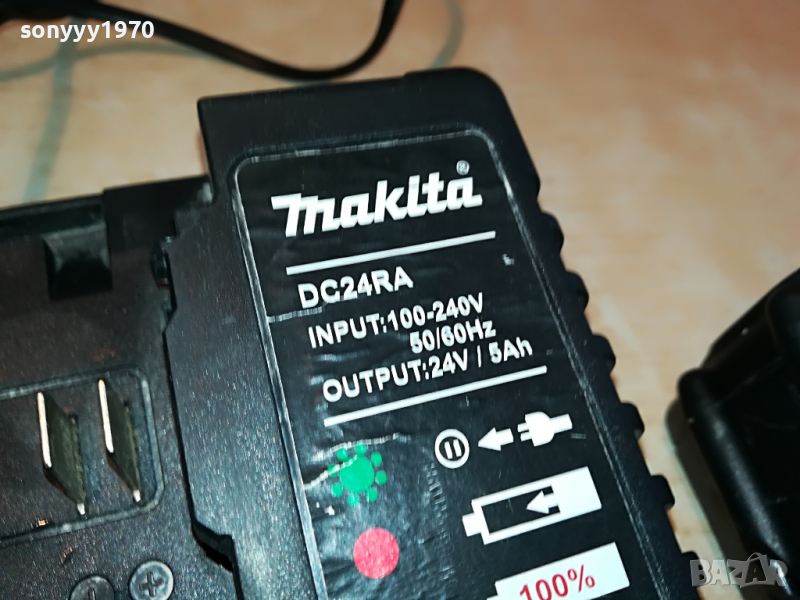 sonyyy1970
makita®
DC24RA
INPUT:100-240V
50/60Hz
OUTPUT:24V / 5Ah
100%
BAZAR